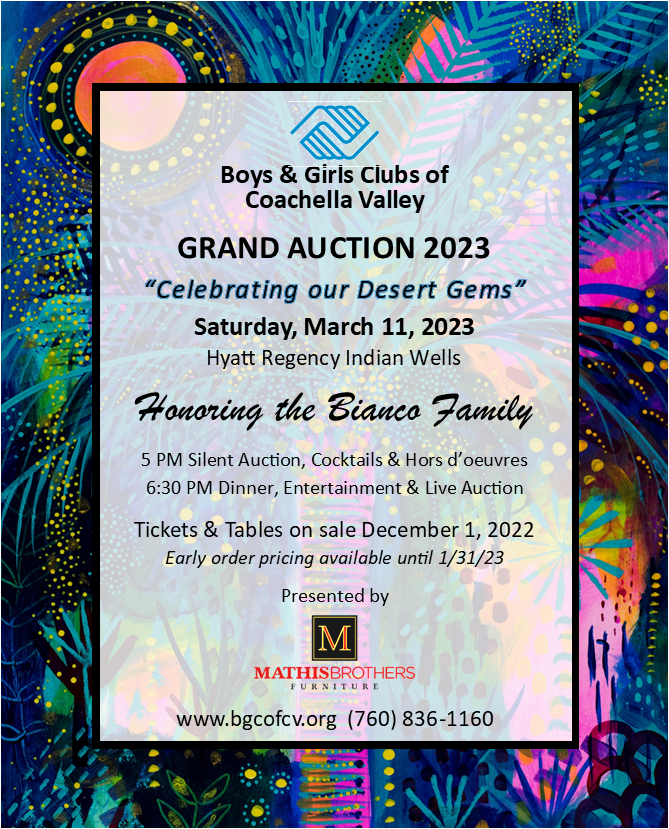 Boys & Girls Clubs of
Coachella Valley
GRAND AUCTION 2023
“Celebrating our Desert Gems”
Saturday, March 11, 2023
Hyatt Regency Indian Wells
Honoring the Bianco Family
5 PM Silent Auction, Cocktails & Hors d’oeuvres
6:30 PM Dinner, Entertainment & Live Auction
Tickets & Tables on sale December 1, 2022
Early order pricing available until 1/31/23
Presented by
M
MATHISBROTHERS
FURNITURE
www.bgcofcv.org (760) 836-1160